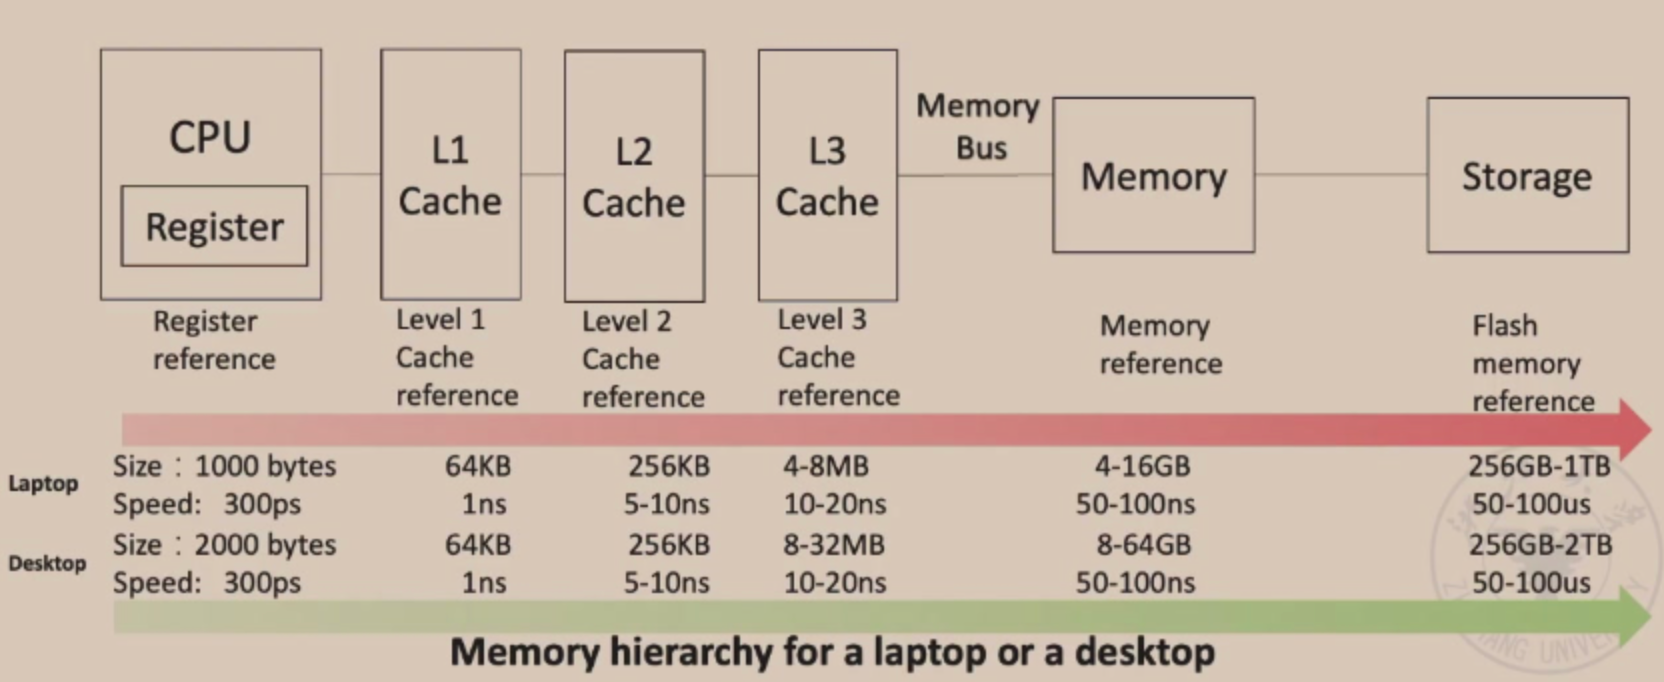 CPU
Register
L1
Cache
L2
Cache
L3
Cache
Memory
Bus
Memory
Storage
Register
reference
Level 1
Cache
reference
Level 2
Cache
reference
Level 3
Cache
reference
Memory
reference
Flash
memory
reference
Laptop
Size : 1000 bytes 64KB 256KB 4-8MB 4-16GB 256GB-1TB
Speed: 300ps 1ns 5-10ns 10-20ns 50-100ns 50-100us
Desktop
Size : 2000 bytes 64KB 256KB 8-32MB 8-64GB 256GB-2TB
Speed: 300ps 1ns 5-10ns 10-20ns 50-100ns 50-100us
Memory hierarchy for a laptop or a desktop